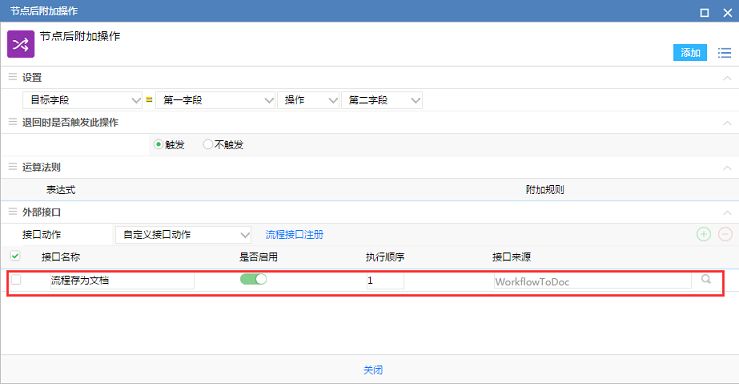 节点后附加操作
节点后附加操作
添加
设置
目标字段 = 第一字段 操作 第二字段
退回时是否触发此操作
触发 不触发
运算法则
表达式 附加规则
外部接口
接口动作 自定义接口动作 流程接口注册
接口名称 是否启用 执行顺序 接口来源
流程存为文档 1 WorkflowToDoc
关闭